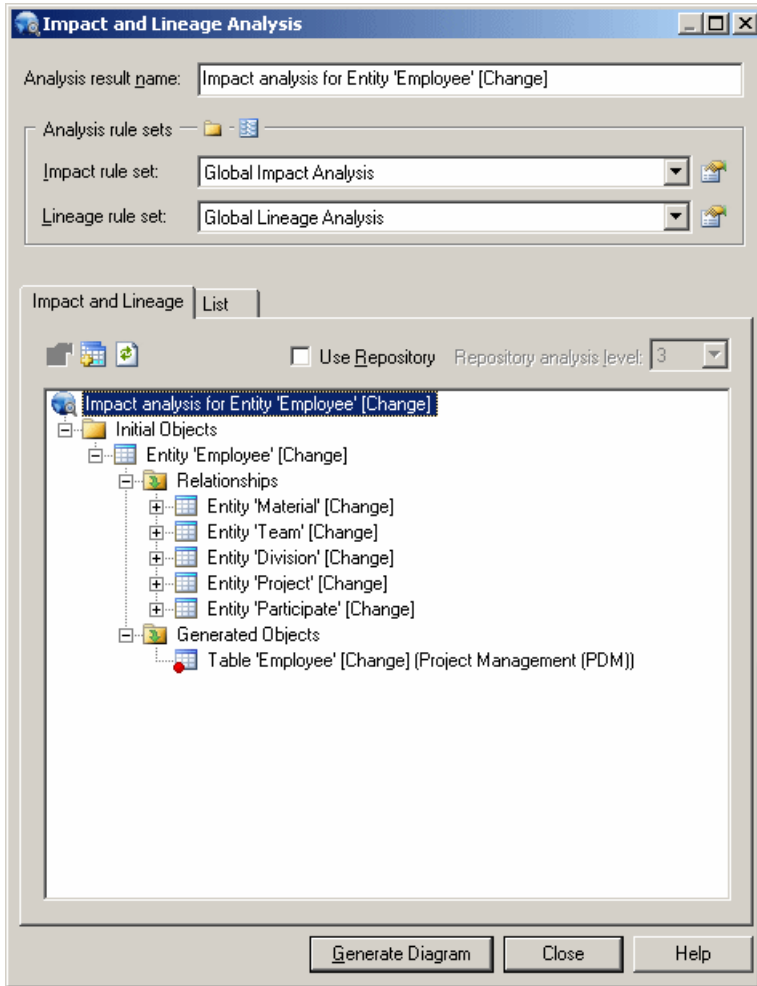 Impact and Lineage Analysis
Analysis result name: Impact analysis for Entity 'Employee' [Change]
Analysis rule sets
Impact rule set: Global Impact Analysis
Lineage rule set: Global Lineage Analysis
Impact and Lineage List
Use Repository Repository analysis level: 3
Impact analysis for Entity 'Employee' [Change]
Initial Objects
Entity 'Employee' [Change]
Relationships
Entity 'Material' [Change]
Entity 'Team' [Change]
Entity 'Division' [Change]
Entity 'Project' [Change]
Entity 'Participate' [Change]
Generated Objects
Table 'Employee' [Change] (Project Management (PDM))
Generate Diagram Close Help